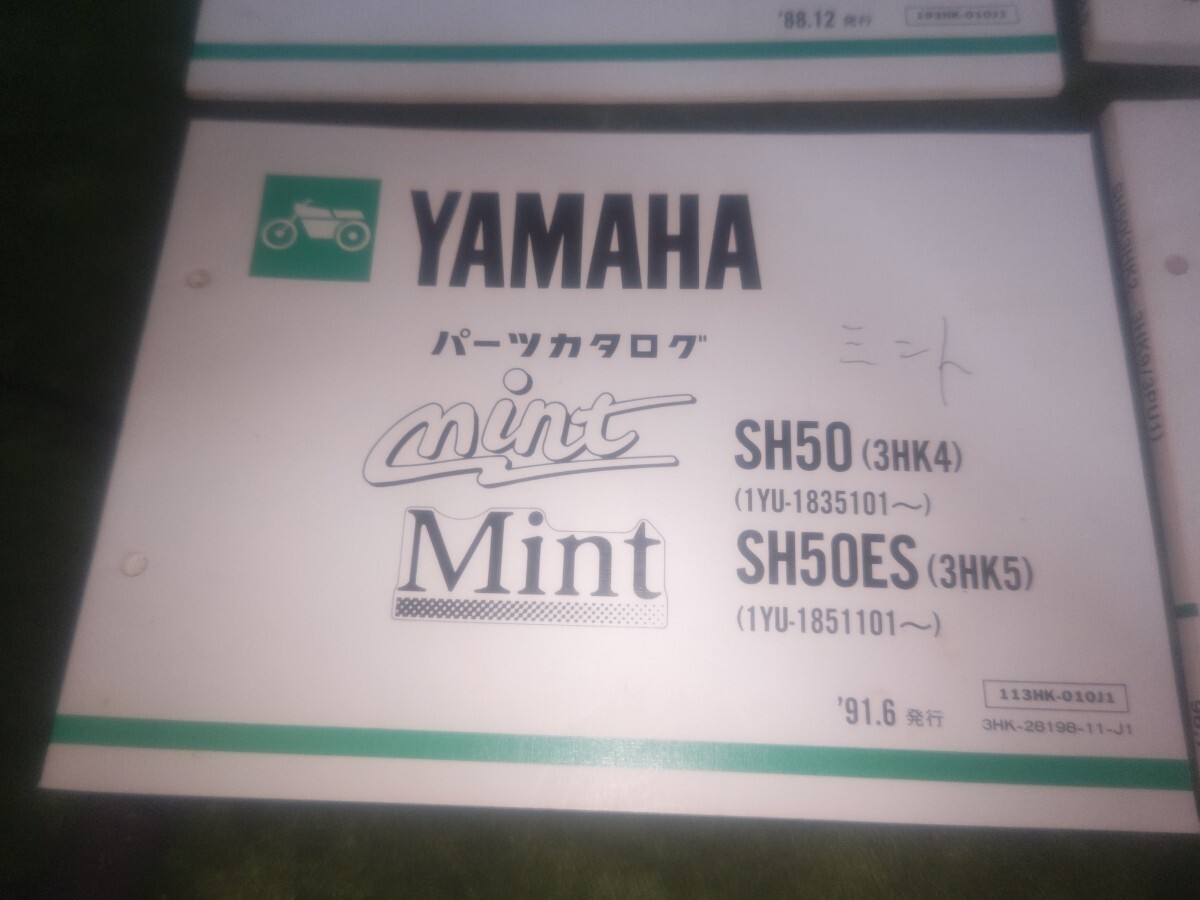 '88.12 発行
YAMAHA
パーツカタログ
ミント
mint
SH50 (3HK4)
(1YU-1835101〜)
Mint
SH50ES (3HK5)
(1YU-1851101〜)
'91.6 発行
113HK-010J1
3HK-28198-11-J1